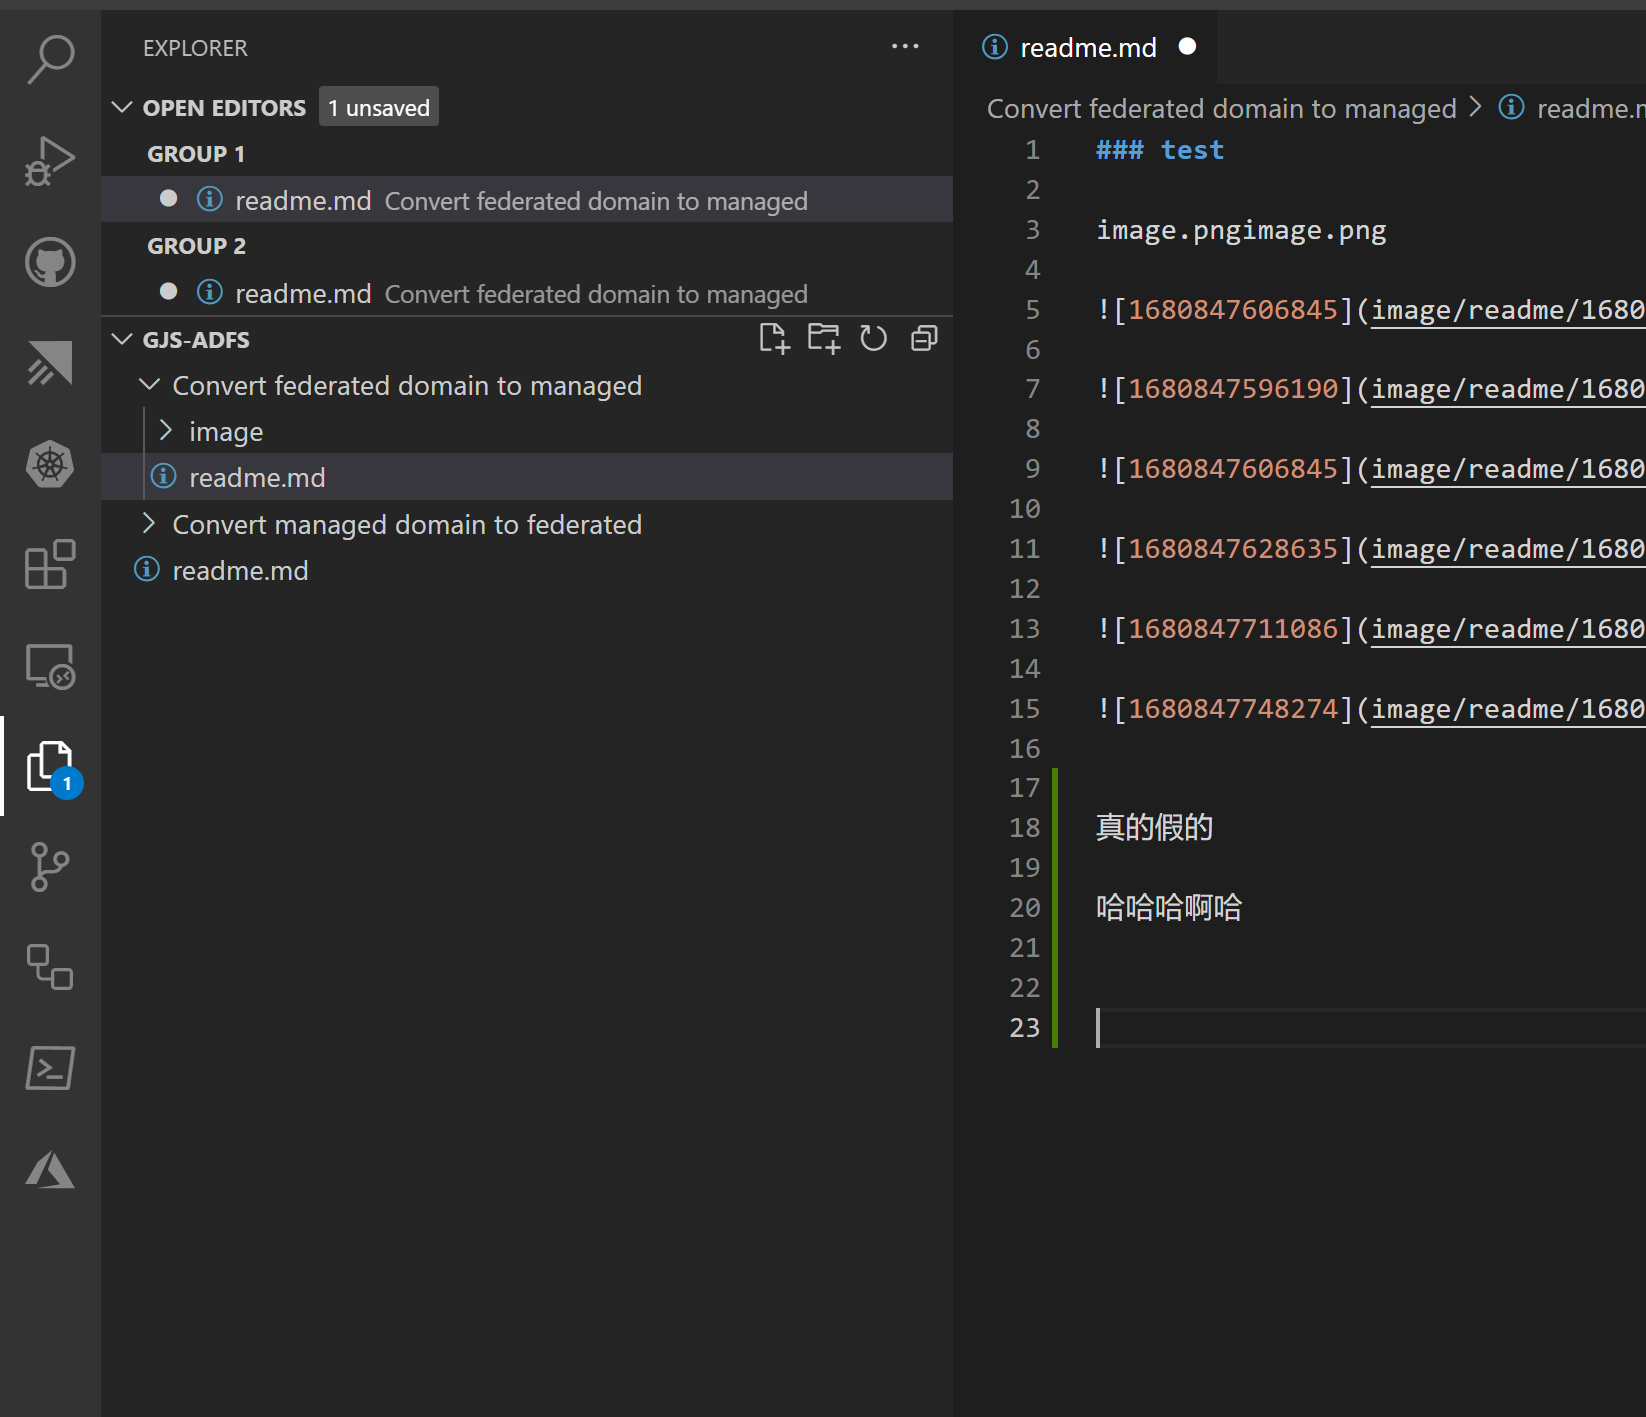 EXPLORER
OPEN EDITORS 1 unsaved
GROUP 1
readme.md Convert federated domain to managed
GROUP 2
readme.md Convert federated domain to managed
GJS-ADFS
Convert federated domain to managed
image
readme.md
Convert managed domain to federated
readme.md
1
readme.md
Convert federated domain to managed > readme.m
1 ### test
2
3 image.pngimage.png
4
5 ![1680847606845](image/readme/1680
6
7 ![1680847596190](image/readme/1680
8
9 ![1680847606845](image/readme/1680
10
11 ![1680847628635](image/readme/1680
12
13 ![1680847711086](image/readme/1680
14
15 ![1680847748274](image/readme/1680
16
17
18 真的假的
19
20 哈哈哈啊哈
21
22
23